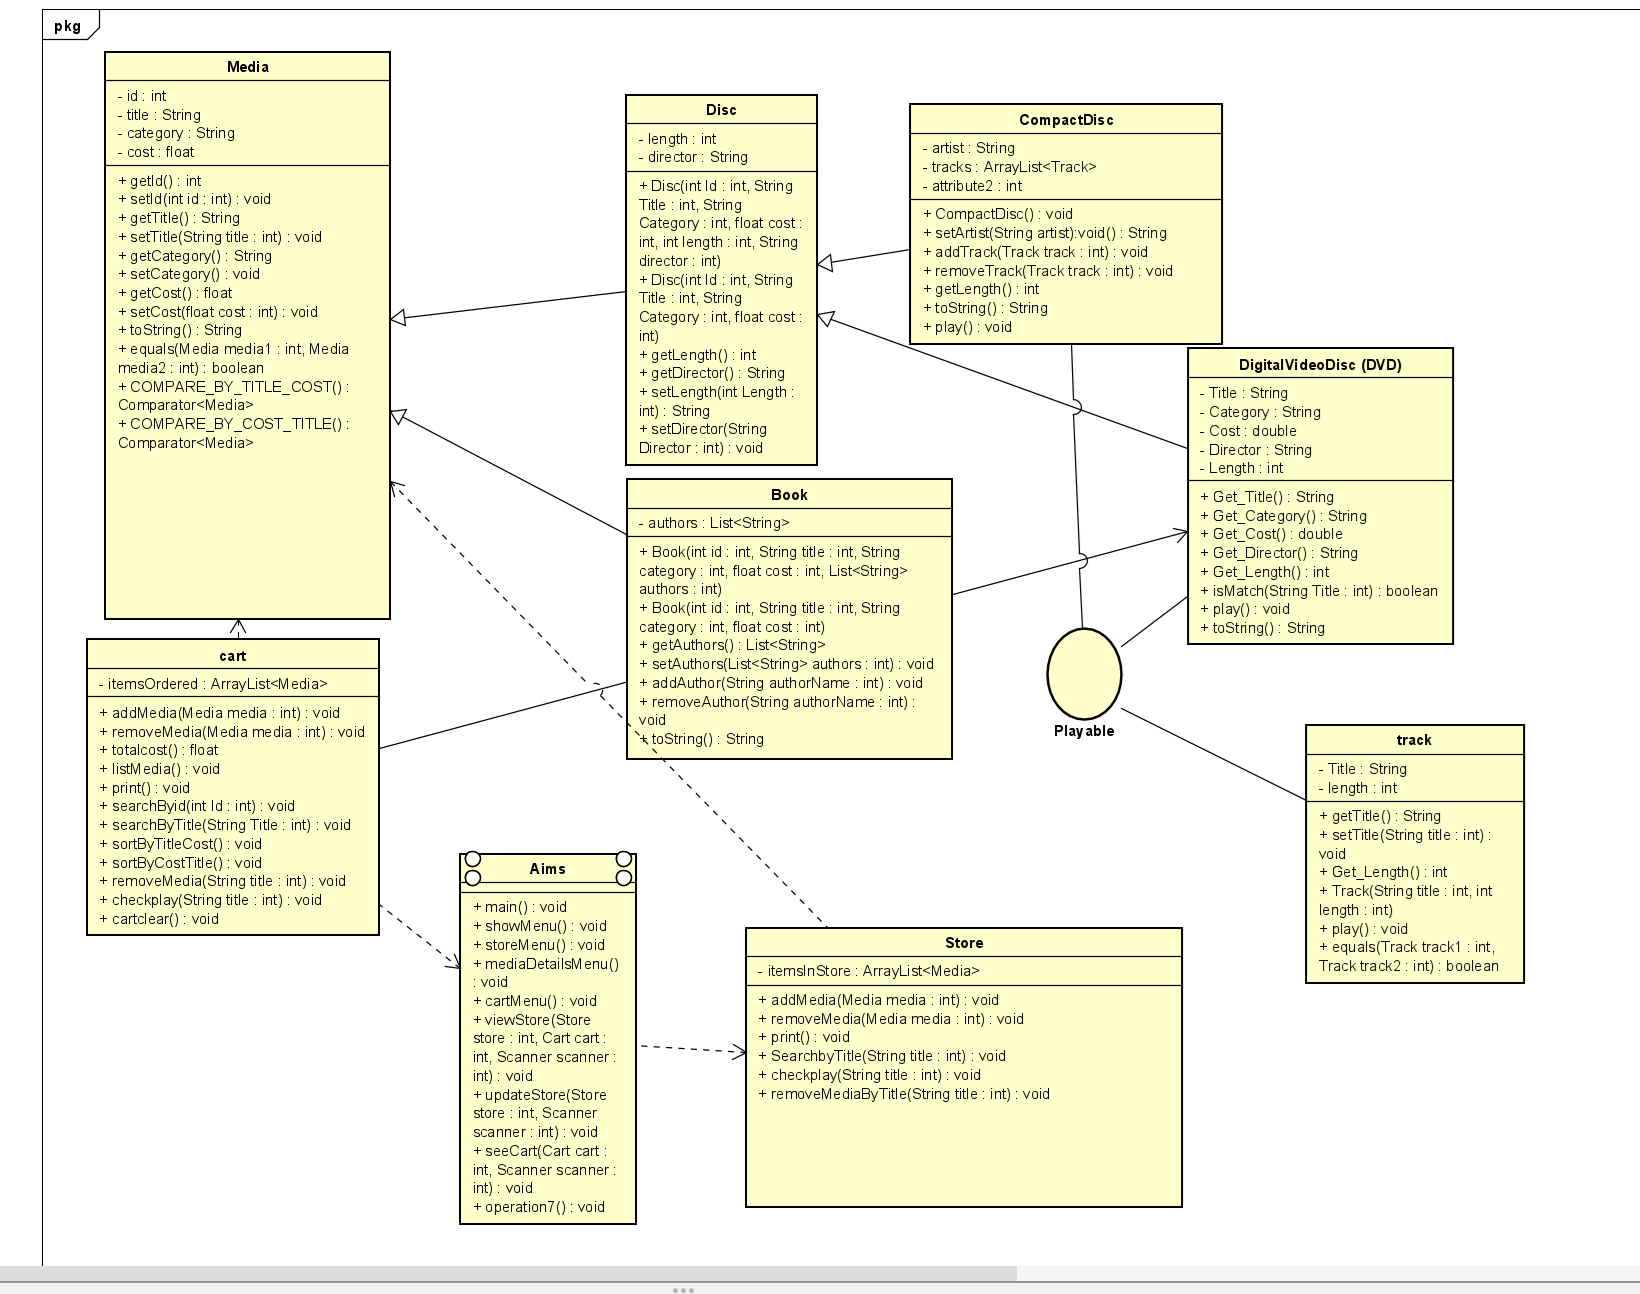 pkg
Media
- id : int
- title : String
- category : String
- cost : float
+ getId() : int
+ setId(int id : int) : void
+ getTitle() : String
+ setTitle(String title : int) : void
+ getCategory() : String
+ setCategory() : void
+ getCost() : float
+ setCost(float cost : int) : void
+ toString() : String
+ equals(Media media1 : int, Media
media2 : int) : boolean
+ COMPARE_BY_TITLE_COST() :
Comparator<Media>
+ COMPARE_BY_COST_TITLE() :
Comparator<Media>
Disc
- length : int
- director : String
+ Disc(int Id : int, String
Title : int, String
Category : int, float cost :
int, int length : int, String
director : int)
+ Disc(int Id : int, String
Title : int, String
Category : int, float cost :
int)
+ getLength() : int
+ getDirector() : String
+ setLength(int Length :
int) : String
+ setDirector(String
Director : int) : void
CompactDisc
- artist : String
- tracks : ArrayList<Track>
- attribute2 : int
+ CompactDisc() : void
+ setArtist(String artist):void() : String
+ addTrack(Track track : int) : void
+ removeTrack(Track track : int) : void
+ getLength() : int
+ toString() : String
+ play() : void
DigitalVideoDisc (DVD)
- Title : String
- Category : String
- Cost : double
- Director : String
- Length : int
+ Get_Title() : String
+ Get_Category() : String
+ Get_Cost() : double
+ Get_Director() : String
+ Get_Length() : int
+ isMatch(String Title : int) : boolean
+ play() : void
+ toString() : String
Book
- authors : List<String>
+ Book(int id : int, String title : int, String
category : int, float cost : int, List<String>
authors : int)
+ Book(int id : int, String title : int, String
category : int, float cost : int)
+ getAuthors() : List<String>
+ setAuthors(List<String> authors : int) : void
+ addAuthor(String authorName : int) : void
+ removeAuthor(String authorName : int) :
void
+ toString() : String
cart
- itemsOrdered : ArrayList<Media>
+ addMedia(Media media : int) : void
+ removeMedia(Media media : int) : void
+ totalcost() : float
+ listMedia() : void
+ print() : void
+ searchByid(int Id : int) : void
+ searchByTitle(String Title : int) : void
+ sortByTitleCost() : void
+ sortByCostTitle() : void
+ removeMedia(String title : int) : void
+ checkplay(String title : int) : void
+ cartclear() : void
Playable
track
- Title : String
- length : int
+ getTitle() : String
+ setTitle(String title : int) :
void
+ Get_Length() : int
+ Track(String title : int, int
length : int)
+ play() : void
+ equals(Track track1 : int,
Track track2 : int) : boolean
Aims
+ main() : void
+ showMenu() : void
+ storeMenu() : void
+ mediaDetailsMenu()
: void
+ cartMenu() : void
+ viewStore(Store
store : int, Cart cart :
int, Scanner scanner :
int) : void
+ updateStore(Store
store : int, Scanner
scanner : int) : void
+ seeCart(Cart cart :
int, Scanner scanner :
int) : void
+ operation7() : void
Store
- itemsInStore : ArrayList<Media>
+ addMedia(Media media : int) : void
+ removeMedia(Media media : int) : void
+ print() : void
+ SearchbyTitle(String title : int) : void
+ checkplay(String title : int) : void
+ removeMediaByTitle(String title : int) : void